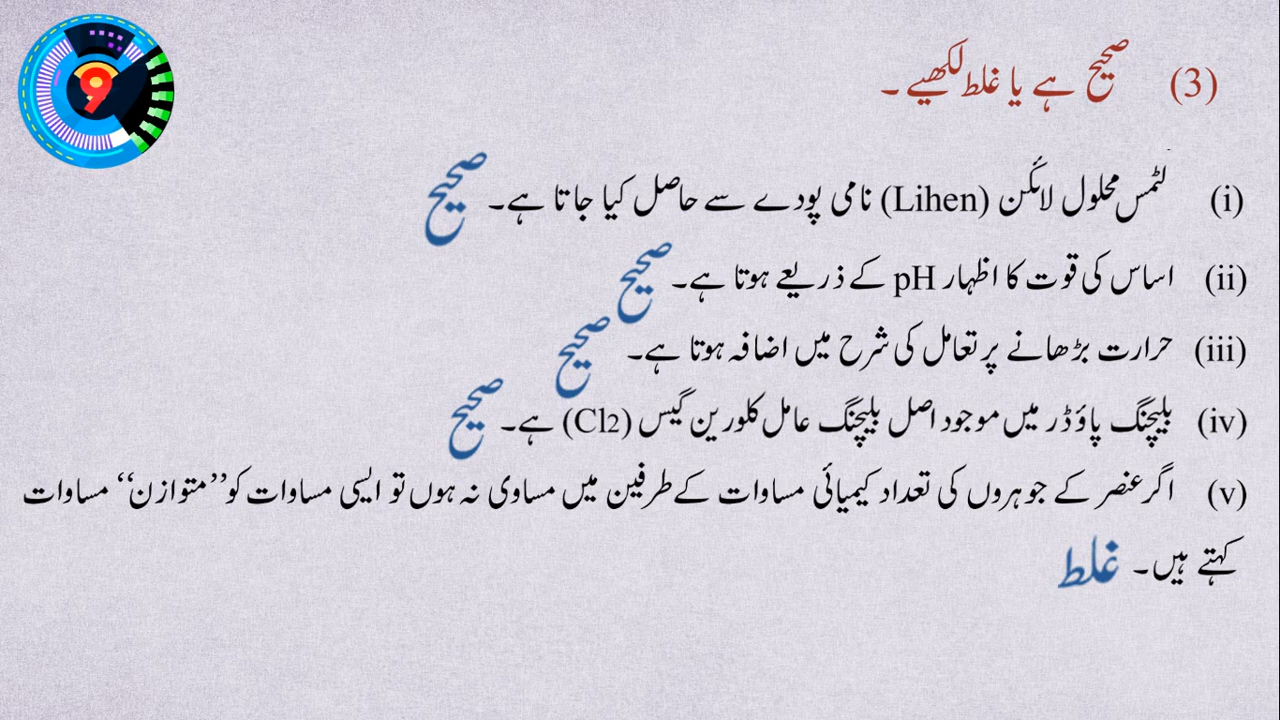 (3) صحیح ہے یا غلط لکھیے۔
(i) لٹمس محلول لائکن (Lihen) نامی پودے سے حاصل کیا جاتا ہے۔ صحیح
(ii) اساس کی قوت کا اظہار pH کے ذریعے ہوتا ہے۔ صحیح
(iii) حرارت بڑھانے پر تعامل کی شرح میں اضافہ ہوتا ہے۔ صحیح
(iv) بلیچنگ پاؤڈر میں موجود اصل بلیچنگ عامل کلورین گیس (Cl2) ہے۔ صحیح
(v) اگر عنصر کے جوہروں کی تعداد کیمیائی مساوات کے طرفین میں مساوی نہ ہوں تو ایسی مساوات کو ’’متوازن‘‘ مساوات
کہتے ہیں۔ غلط
9